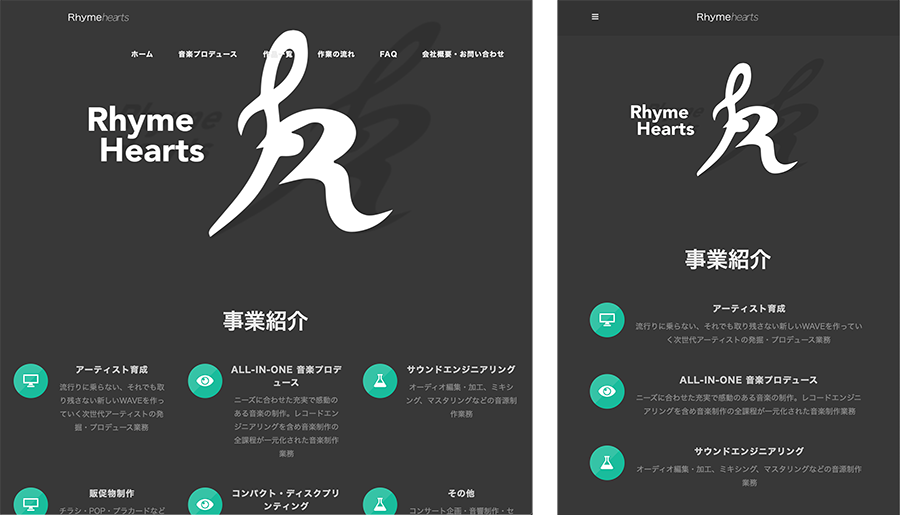 Rhymehearts
ホーム 音楽プロデュース 作品一覧 作業の流れ FAQ 会社概要・お問い合わせ
Rhyme
Hearts
事業紹介
アーティスト育成
流行りに乗らない、それでも取
り残さない新しいWAVEを作って
いく次世代アーティストの発
掘・プロデュース業務
ALL-IN-ONE 音楽プロデ
ュース
ニーズに合わせた充実で感動の
ある音楽の制作。レコードエン
ジニアリングを含め音楽制作の
全課程が一元化された音楽制作
業務
サウンドエンジニアリング
オーディオ編集・加工、ミキシ
ング、マスタリングなどの音源制
作業務
販促物制作
チラシ・POP・プラカードなど
コンパクト・ディスクプリ
ンティング
その他
コンサート企画・音響制作・セ
Rhymehearts
Rhyme
Hearts
事業紹介
アーティスト育成
流行りに乗らない、それでも取り残さない新しいWAVEを作ってい
く次世代アーティストの発掘・プロデュース業務
ALL-IN-ONE 音楽プロデュース
ニーズに合わせた充実で感動のある音楽の制作。レコードエンジニ
アリングを含め音楽制作の全課程が一元化された音楽制作業務
サウンドエンジニアリング
オーディオ編集・加工、ミキシング、マスタリングなどの音源制作
業務